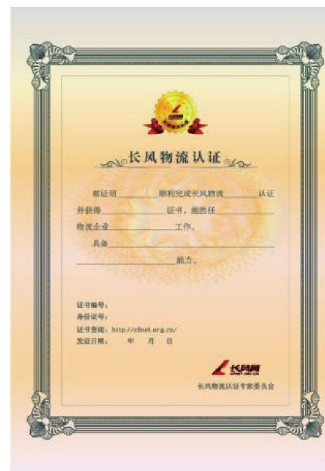 长风物流认证
兹证明 顺利完成长风物流 认证
并获得 证书，能胜任
物流企业 工作。
具备
能力。
证书编号：
身份证号：
证书查询：http://cfnet.org.cn/
发证日期： 年 月 日
长风网
CFNET.ORG.CN
长风物流认证专家委员会